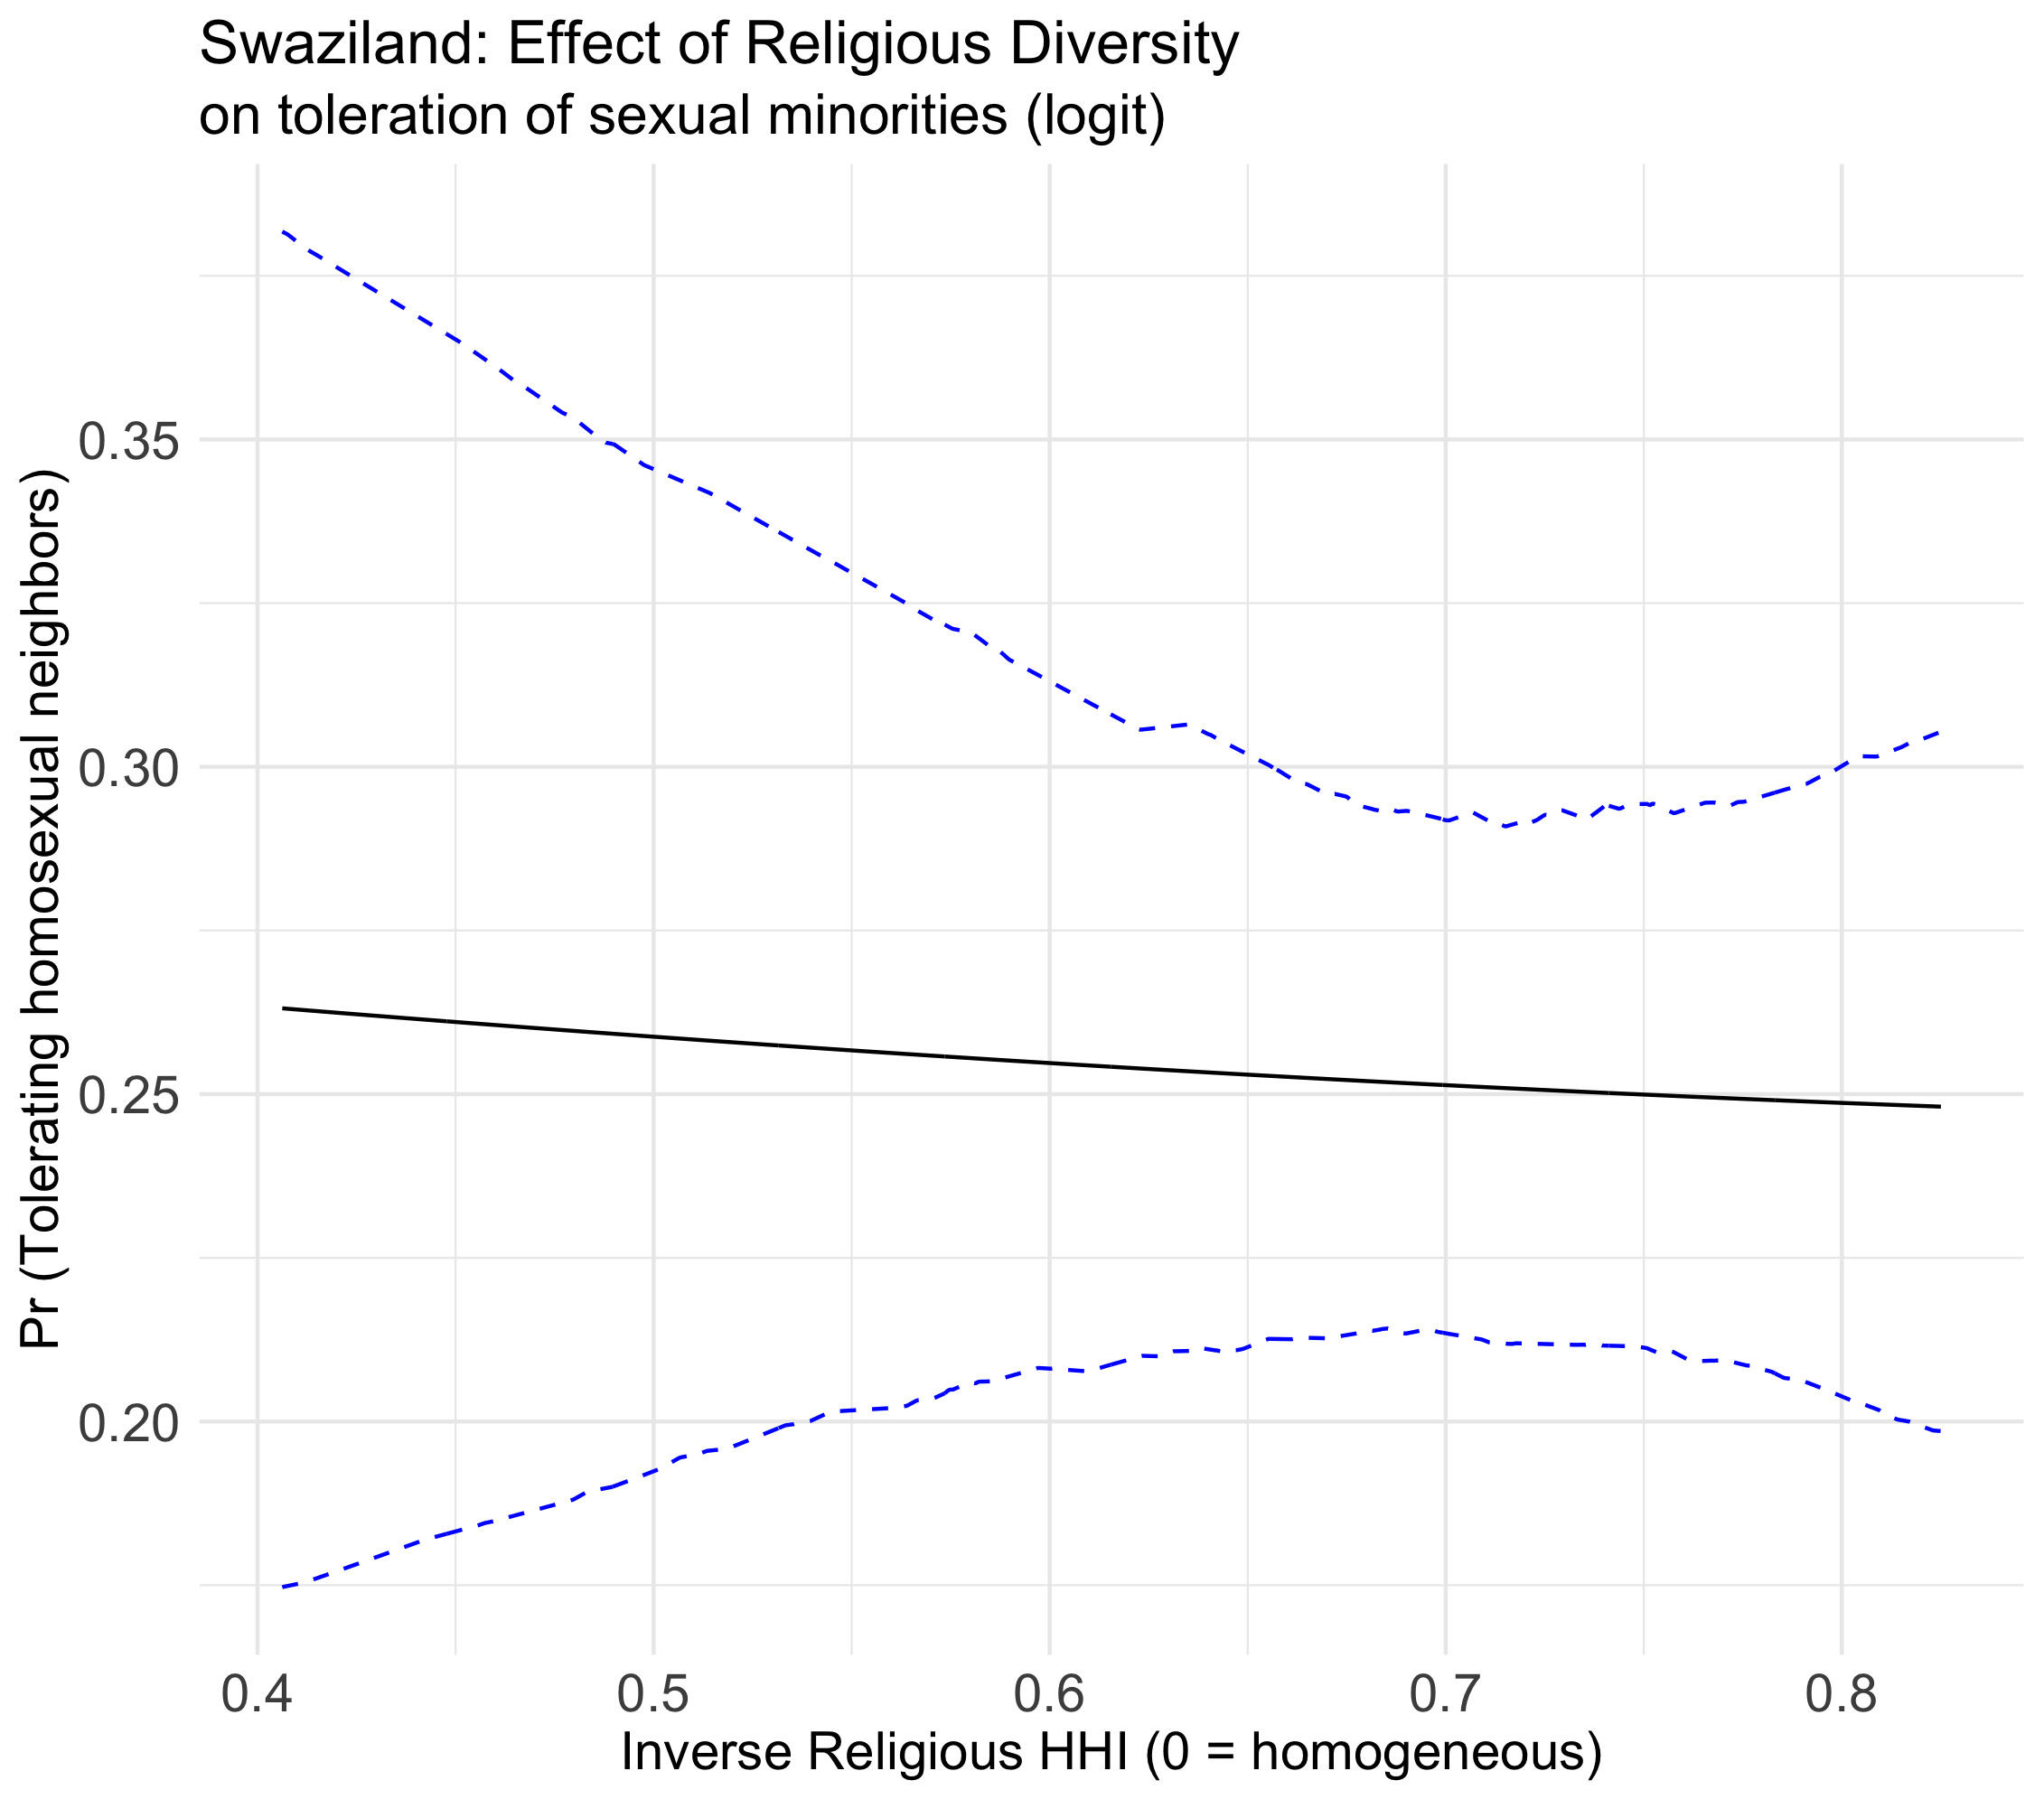 Swaziland: Effect of Religious Diversity
on toleration of sexual minorities (logit)
Pr (Tolerating homosexual neighbors)
0.35
0.30
0.25
0.20
0.4
0.5
0.6
0.7
0.8
Inverse Religious HHI (0 = homogeneous)